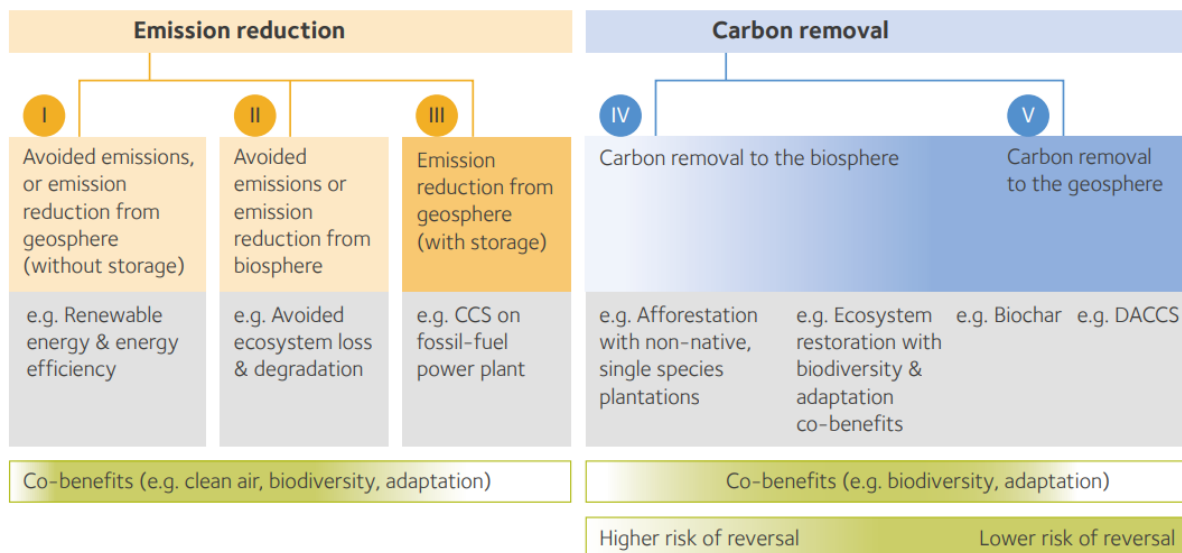 Emission reduction
Carbon removal
I
II
III
IV
V
Avoided emissions,
or emission
reduction from
geosphere
(without storage)
Avoided
emissions or
emission
reduction from
biosphere
Emission
reduction from
geosphere
(with storage)
Carbon removal to the biosphere
Carbon removal
to the geosphere
e.g. Renewable
energy & energy
efficiency
e.g. Avoided
ecosystem loss
& degradation
e.g. CCS on
fossil-fuel
power plant
e.g. Afforestation
with non-native,
single species
plantations
e.g. Ecosystem
restoration with
biodiversity &
adaptation
co-benefits
e.g. Biochar
e.g. DACCS
Co-benefits (e.g. clean air, biodiversity, adaptation)
Co-benefits (e.g. biodiversity, adaptation)
Higher risk of reversal
Lower risk of reversal